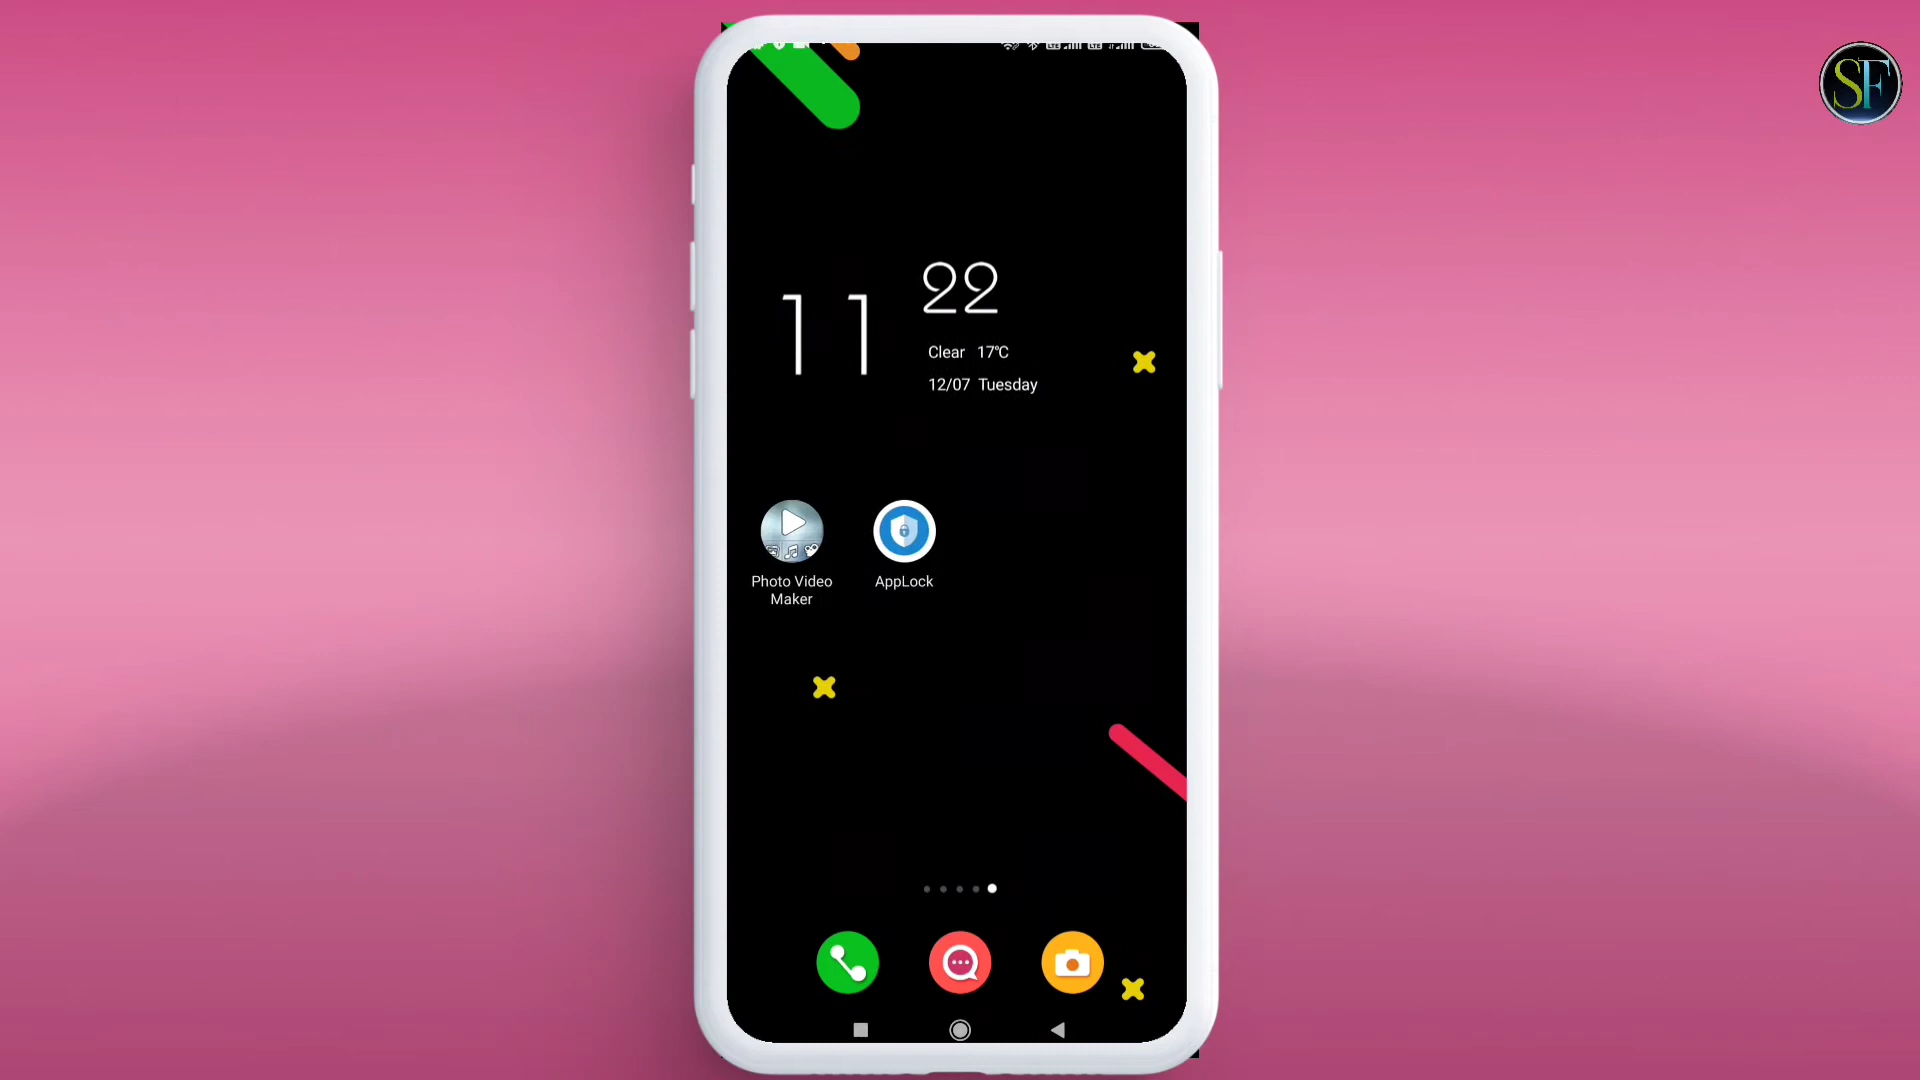 SF
11
22
Clear 17°C
12/07 Tuesday
Photo Video
Maker
AppLock